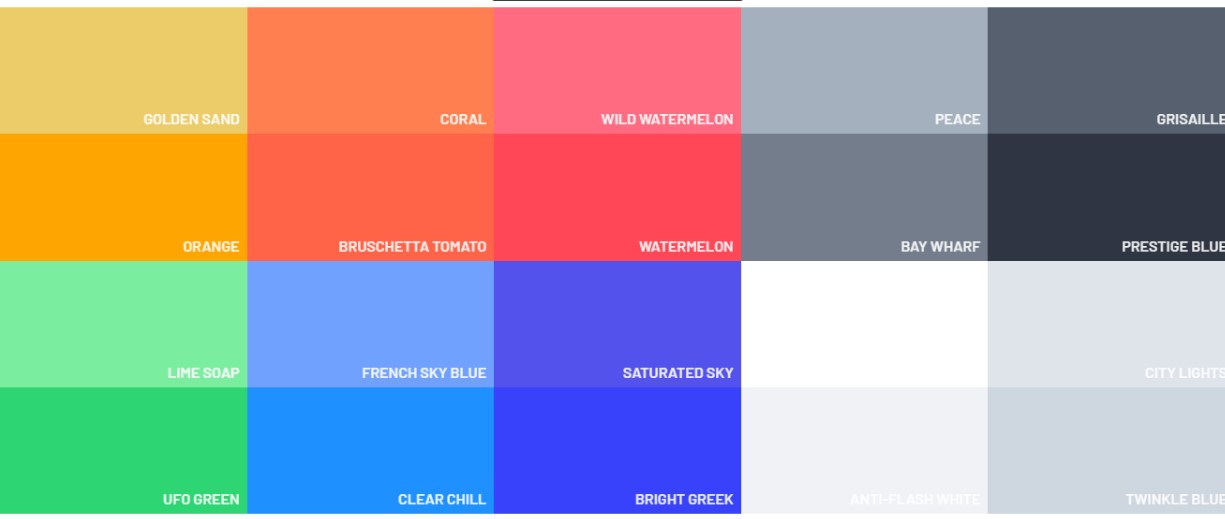 GOLDEN SAND
CORAL
WILD WATERMELON
PEACE
GRISAILLE
ORANGE
BRUSCHETTA TOMATO
WATERMELON
BAY WHARF
PRESTIGE BLUE
LIME SOAP
FRENCH SKY BLUE
SATURATED SKY
CITY LIGHTS
UFO GREEN
CLEAR CHILL
BRIGHT GREEK
ANTI-FLASH WHITE
TWINKLE BLUE